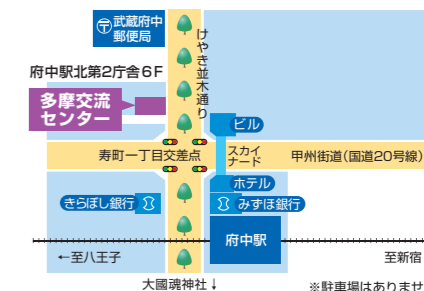 〒武蔵府中
郵便局
けやき並木通り
府中駅北第2庁舎6F
多摩交流
センター
ビル
寿町一丁目交差点
スカイ
ナード
甲州街道(国道20号線)
ホテル
きらぼし銀行
みずほ銀行
府中駅
←至八王子
至新宿
大國魂神社↓
※駐車場はありませ